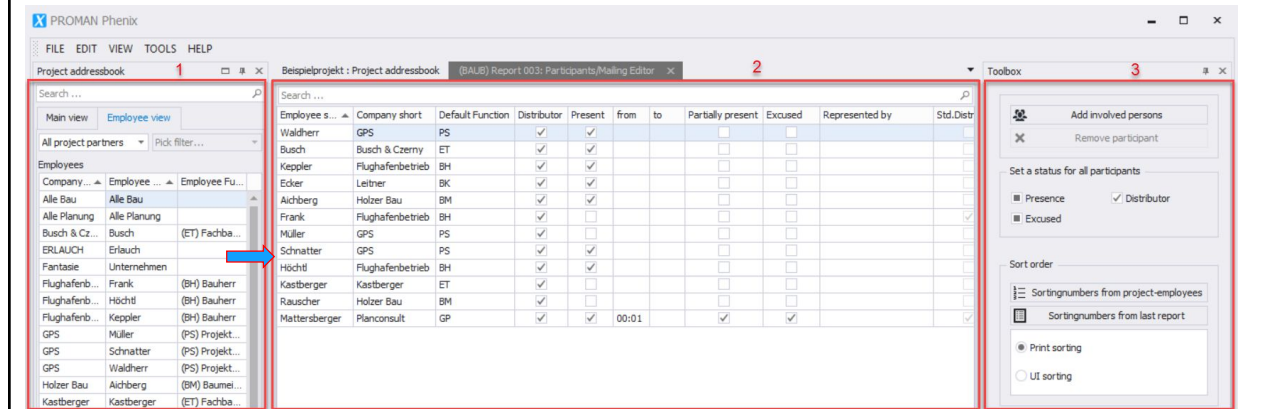 PROMAN Phenix
FILE EDIT VIEW TOOLS HELP
Project addressbook 1
Search ...
Main view Employee view
All project partners Pick filter...
Employees
Company... Employee ... Employee Fu...
Alle Bau Alle Bau
Alle Planung Alle Planung
Busch & Cz... Busch (ET) Fachba...
ERLAUCH Erlauch
Fantasie Unternehmen
Flughafenb... Frank (BH) Bauherr
Flughafenb... Höchtl (BH) Bauherr
Flughafenb... Keppler (BH) Bauherr
GPS Müller (PS) Projekt...
GPS Schnatter (PS) Projekt...
GPS Waldherr (PS) Projekt...
Holzer Bau Aichberg (BM) Baumei...
Kastberger Kastberger (ET) Fachba...
Beispielprojekt : Project addressbook (BAUB) Report 003: Participants/Mailing Editor 2
Search ...
Employee s... Company short Default Function Distributor Present from to Partially present Excused Represented by Std.Distr
Waldherr GPS PS
Busch Busch & Czerny ET
Keppler Flughafenbetrieb BH
Ecker Leitner BK
Aichberg Holzer Bau BM
Frank Flughafenbetrieb BH
Müller GPS PS
Schnatter GPS PS
Höchtl Flughafenbetrieb BH
Kastberger Kastberger ET
Rauscher Holzer Bau BM
Mattersberger Planconsult GP 00:01
Toolbox 3
Add involved persons
Remove participant
Set a status for all participants
Presence Distributor
Excused
Sort order
Sortingnumbers from project-employees
Sortingnumbers from last report
Print sorting
UI sorting